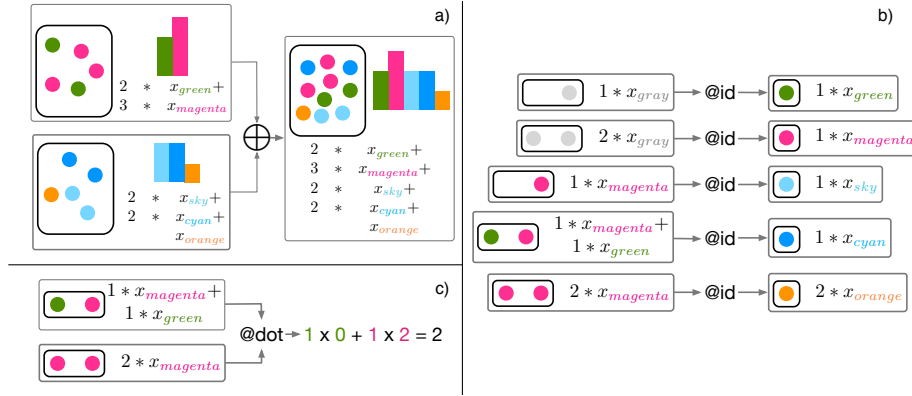 a)
2 * x_green+
3 * x_magenta
2 * x_sky+
2 * x_cyan+
x_orange
⊕
2 * x_green+
3 * x_magenta+
2 * x_sky+
2 * x_cyan+
x_orange
b)
1 * x_gray @id 1 * x_green
2 * x_gray @id 1 * x_magenta
1 * x_magenta @id 1 * x_sky
1 * x_magenta+
1 * x_green
@id 1 * x_cyan
2 * x_magenta @id 2 * x_orange
c)
1 * x_magenta+
1 * x_green
2 * x_magenta
@dot 1 x 0 + 1 x 2 = 2